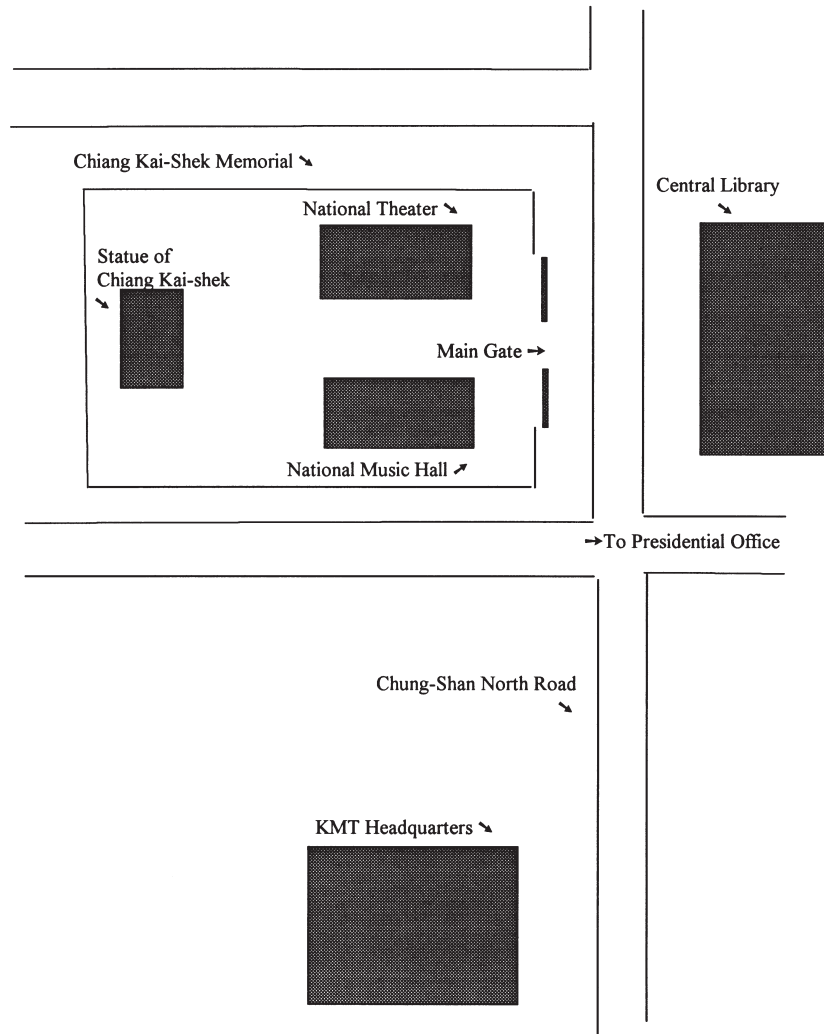 Chiang Kai-Shek Memorial
Central Library
National Theater
Statue of
Chiang Kai-shek
Main Gate
National Music Hall
To Presidential Office
Chung-Shan North Road
KMT Headquarters